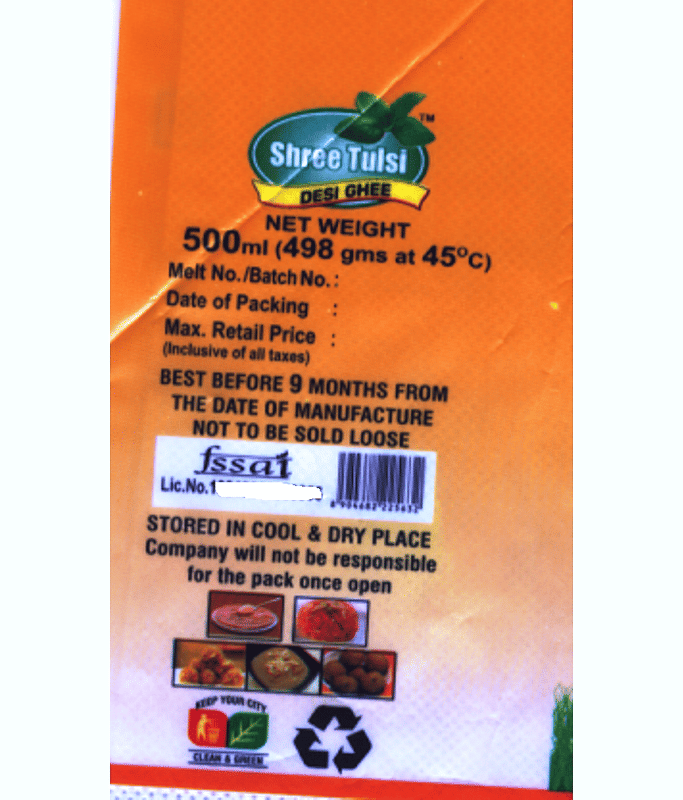 Shree Tulsi
TM
DESI GHEE
NET WEIGHT
500ml (498 gms at 45°C)
Melt No./Batch No. :
Date of Packing :
Max. Retail Price :
(Inclusive of all taxes)
BEST BEFORE 9 MONTHS FROM
THE DATE OF MANUFACTURE
NOT TO BE SOLD LOOSE
fssai
Lic.No.1
STORED IN COOL & DRY PLACE
Company will not be responsible
for the pack once open
KEEP YOUR CITY
CLEAN & GREEN